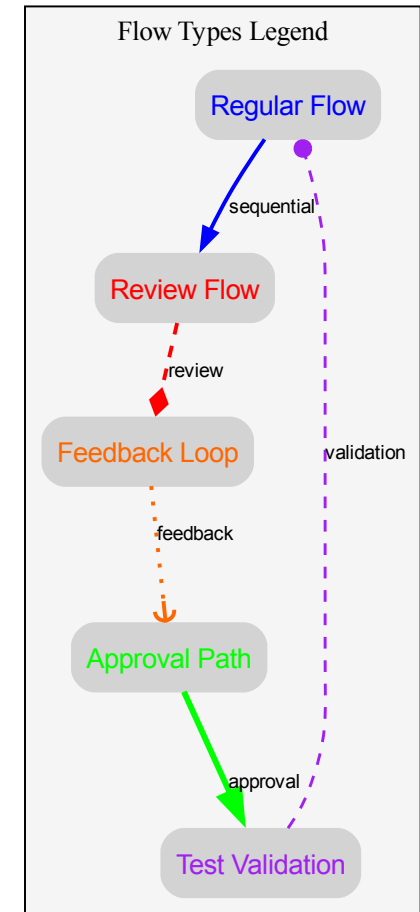 Flow Types Legend
Regular Flow
sequential
Review Flow
review
Feedback Loop
validation
feedback
Approval Path
approval
Test Validation